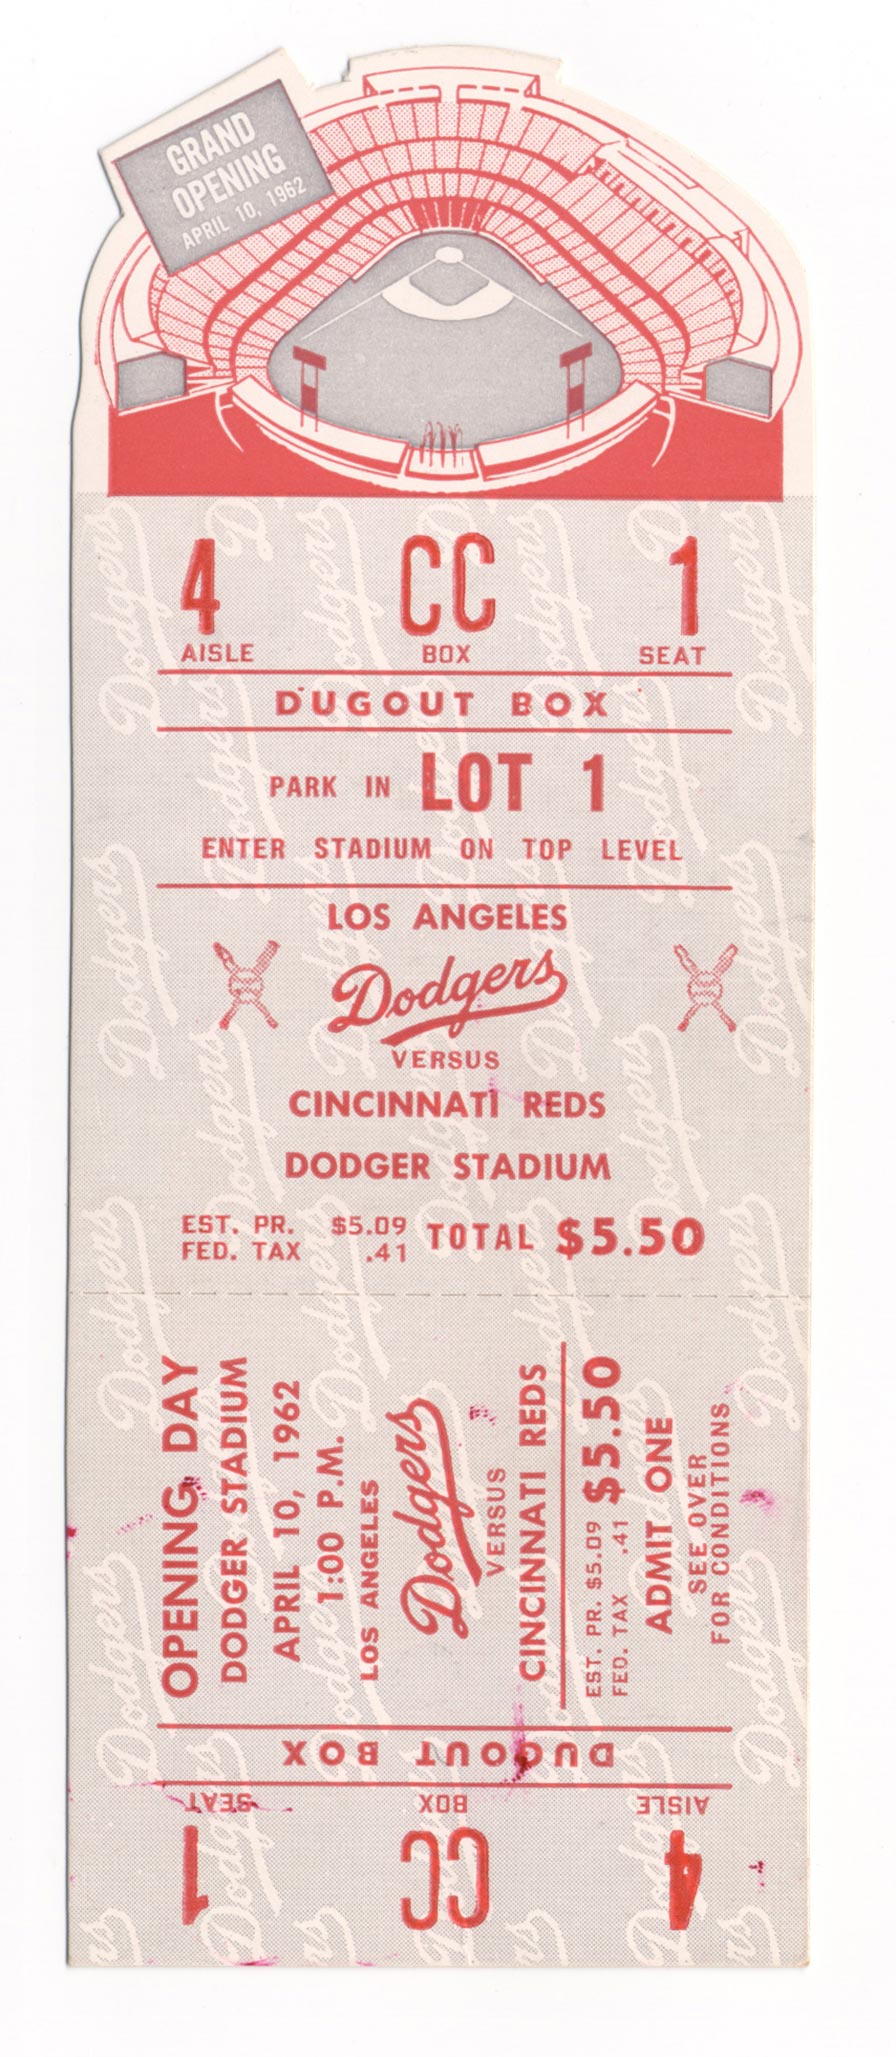 GRAND
OPENING
APRIL 10, 1962
4 CC 1
AISLE BOX SEAT
DUGOUT BOX
PARK IN LOT 1
ENTER STADIUM ON TOP LEVEL
LOS ANGELES
Dodgers
VERSUS
CINCINNATI REDS
DODGER STADIUM
EST. PR. $5.09
FED. TAX .41
TOTAL $5.50
OPENING DAY
DODGER STADIUM
APRIL 10, 1962
1:00 P.M.
LOS ANGELES
Dodgers
VERSUS
CINCINNATI REDS
EST. PR. $5.09
FED. TAX .41
$5.50
ADMIT ONE
SEE OVER
FOR CONDITIONS
DUGOUT BOX
AISLE BOX SEAT
4 CC 1